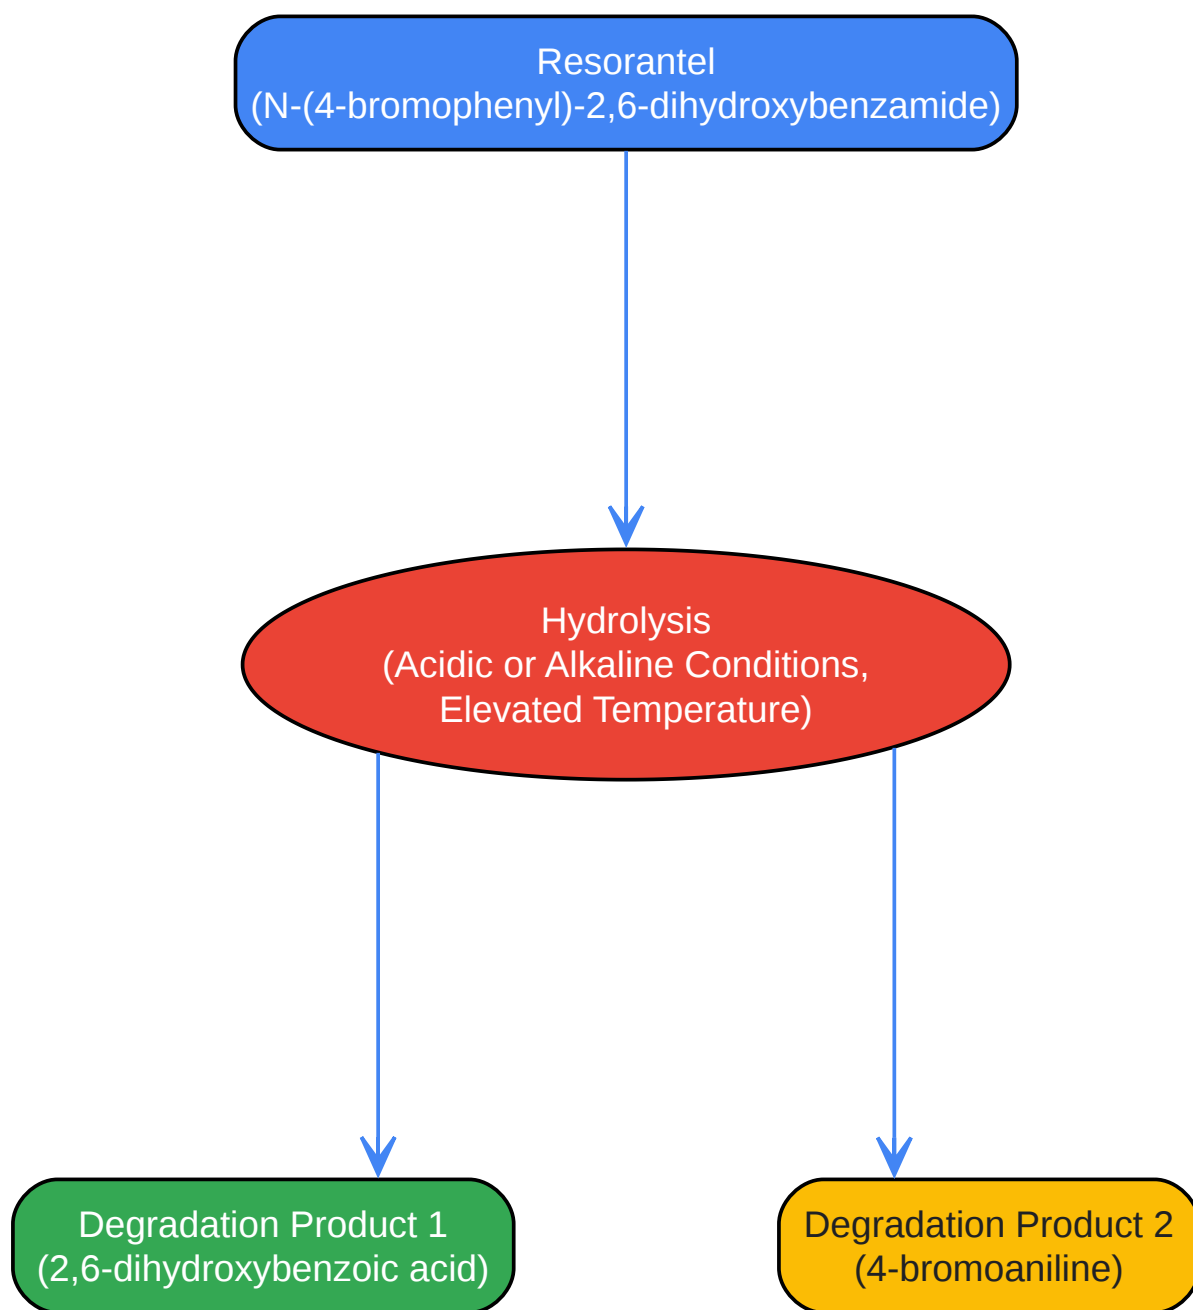 Resorantel
(N-(4-bromophenyl)-2,6-dihydroxybenzamide)
Hydrolysis
(Acidic or Alkaline Conditions,
Elevated Temperature)
Degradation Product 1
(2,6-dihydroxybenzoic acid)
Degradation Product 2
(4-bromoaniline)